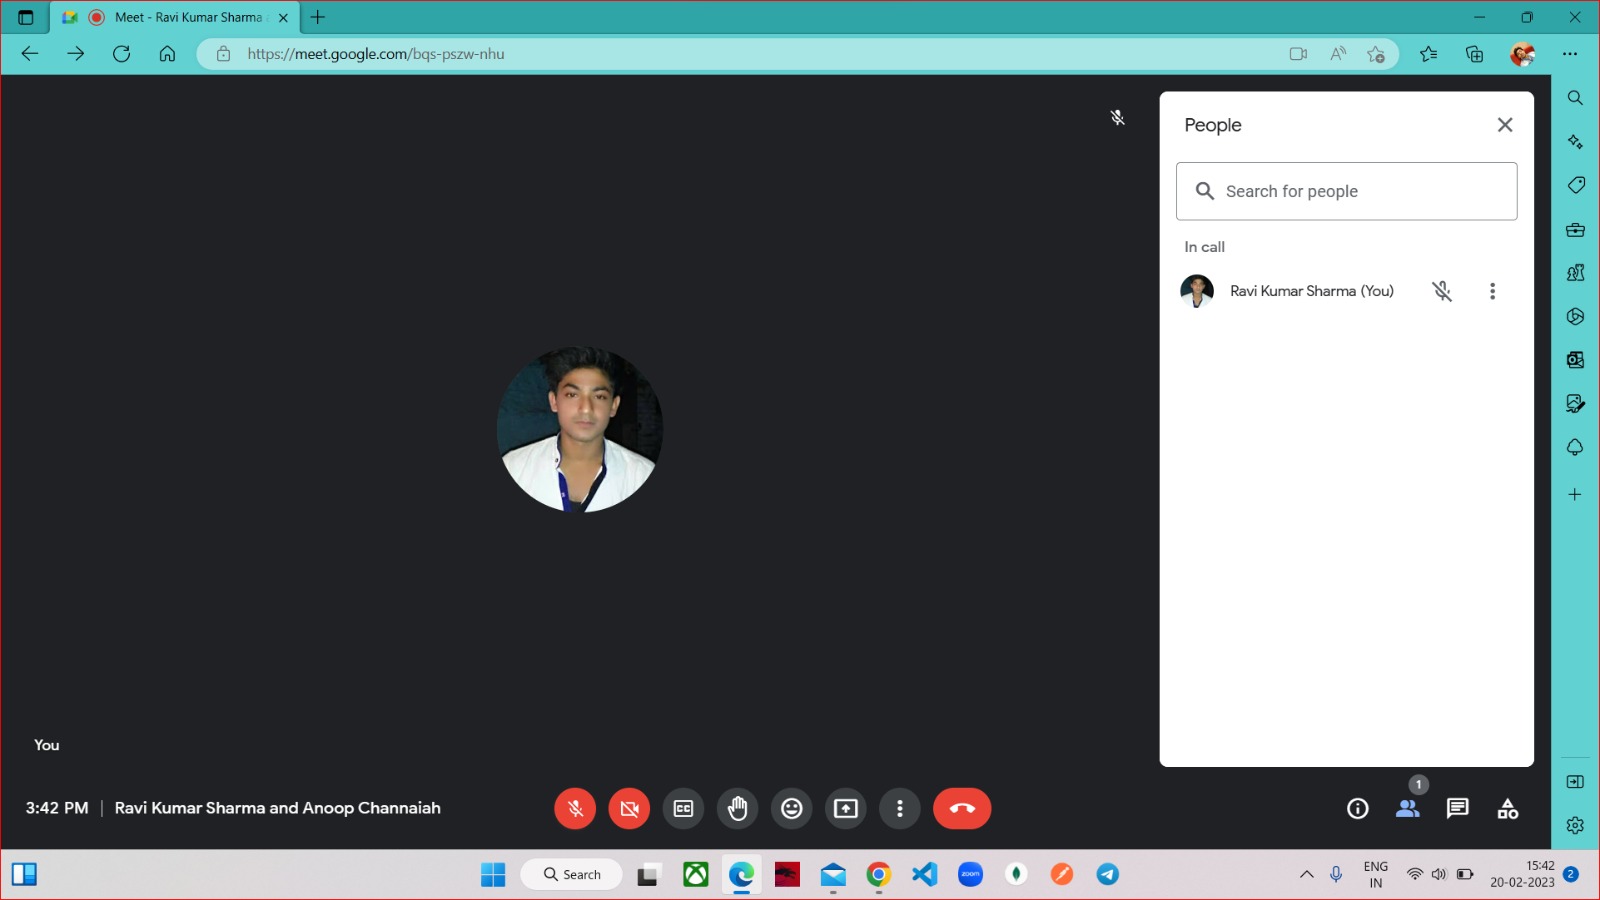 Meet - Ravi Kumar Sharma a
https://meet.google.com/bqs-pszw-nhu
People
Search for people
In call
Ravi Kumar Sharma (You)
You
3:42 PM | Ravi Kumar Sharma and Anoop Channaiah
1
Search
zoom
ENG
IN
15:42
20-02-2023
2